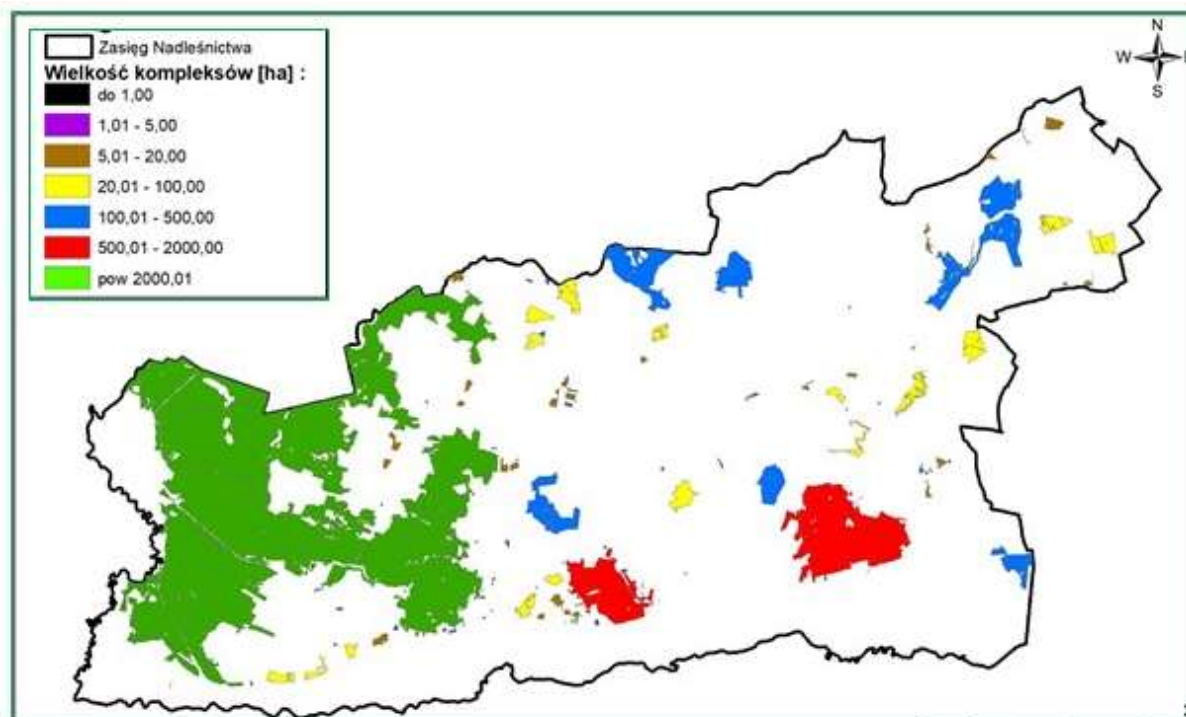 Zasięg Nadleśnictwa
Wielkość kompleksów [ha] :
do 1,00
1,01 - 5,00
5,01 - 20,00
20,01 - 100,00
100,01 - 500,00
500,01 - 2000,00
pow 2000,01
N
W
S